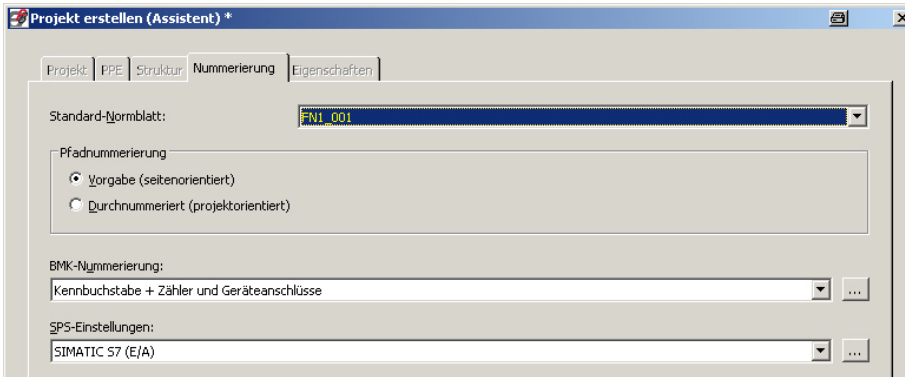 Projekt erstellen (Assistent) *
Projekt PPE Struktur Nummerierung Eigenschaften
Standard-Normblatt: FN1_001
Pfadnummerierung
Vorgabe (seitenorientiert)
Durchnummeriert (projektorientiert)
BMK-Nummerierung:
Kennbuchstabe + Zähler und Geräteanschlüsse ...
SPS-Einstellungen:
SIMATIC S7 (E/A) ...